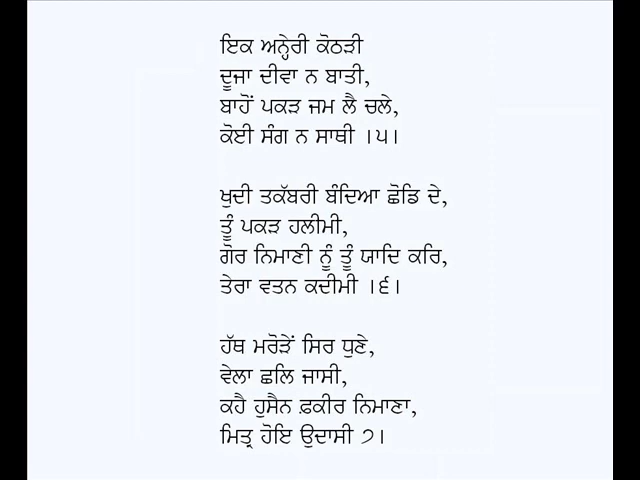 ਇਕ ਅਨ੍ਹੇਰੀ ਕੋਠੜੀ
ਦੂਜਾ ਦੀਵਾ ਨ ਬਾਤੀ,
ਬਾਹੋਂ ਪਕੜ ਜਮ ਲੈ ਚਲੇ,
ਕੋਈ ਸੰਗ ਨ ਸਾਥੀ ।੫।
ਖ਼ੁਦੀ ਤਕੱਬਰੀ ਬੰਦਿਆ ਛੋਡਿ ਦੇ,
ਤੂੰ ਪਕੜ ਹਲੀਮੀ,
ਗੋਰ ਨਿਮਾਣੀ ਨੂੰ ਤੂੰ ਯਾਦਿ ਕਰਿ,
ਤੇਰਾ ਵਤਨ ਕਦੀਮੀ ।੬।
ਹੱਥ ਮਰੋੜੇਂ ਸਿਰ ਧੁਣੇ,
ਵੇਲਾ ਛਲਿ ਜਾਸੀ,
ਕਹੈ ਹੁਸੈਨ ਫ਼ਕੀਰ ਨਿਮਾਣਾ,
ਮਿਤ੍ਰ ਹੋਇ ਉਦਾਸੀ ੭।